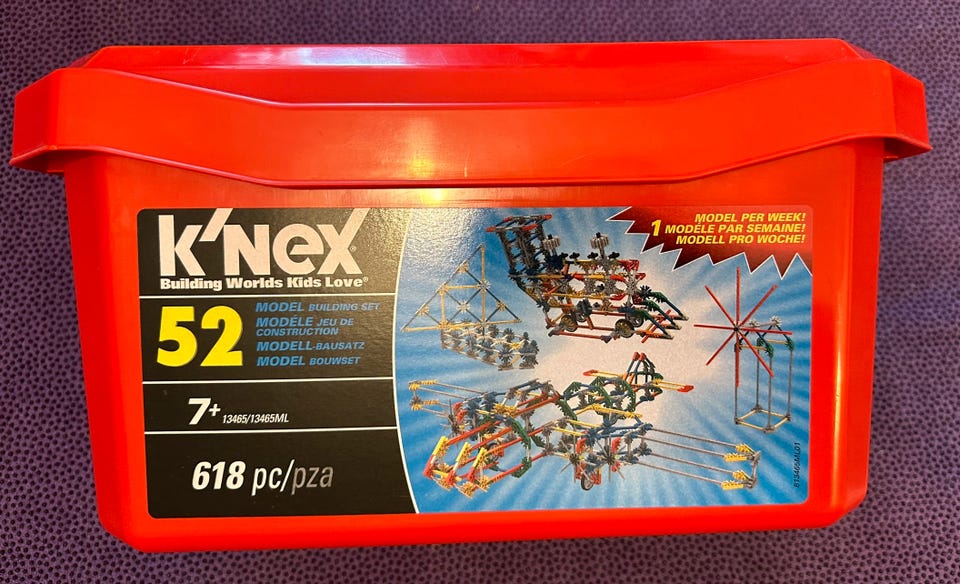 K'NEX®
Building Worlds Kids Love®
52
MODEL BUILDING SET
MODÈLE JEU DE
CONSTRUCTION
MODELL-BAUSATZ
MODEL BOUWSET
7+ 13465/13465ML
618 pc/pza
MODEL PER WEEK!
1 MODÈLE PAR SEMAINE!
MODELL PRO WOCHE!